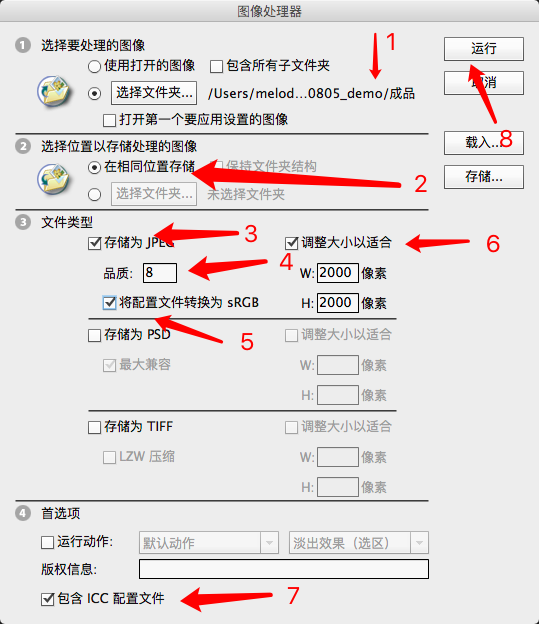 图像处理器
1 选择要处理的图像
1
运行
使用打开的图像 包含所有子文件夹
选择文件夹... /Users/melod...0805_demo/成品
取消
打开第一个要应用设置的图像
8
2 选择位置以存储处理的图像
载入...
在相同位置存储 保持文件夹结构
2
选择文件夹... 未选择文件夹
存储...
3 文件类型
存储为 JPEG 3 调整大小以适合 6
品质: 8 4 W: 2000 像素
将配置文件转换为 sRGB H: 2000 像素
5
存储为 PSD 调整大小以适合
最大兼容 W: 像素
H: 像素
存储为 TIFF 调整大小以适合
LZW 压缩 W: 像素
H: 像素
4 首选项
运行动作: 默认动作 淡出效果（选区）
版权信息:
包含 ICC 配置文件 7